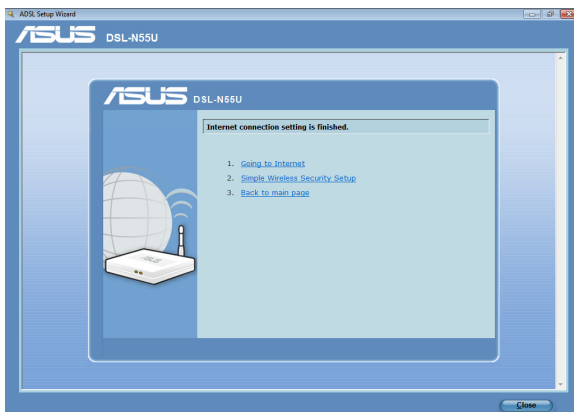 ADSL Setup Wizard
ASUS DSL-N55U
ASUS DSL-N55U
Internet connection setting is finished.
1. Going to Internet
2. Simple Wireless Security Setup
3. Back to main page
ASUS
Close